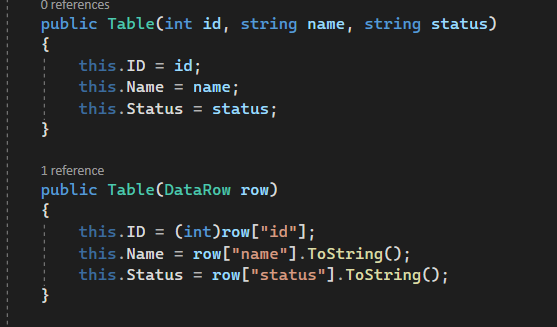 0 references
public Table(int id, string name, string status)
{
this.ID = id;
this.Name = name;
this.Status = status;
}
1 reference
public Table(DataRow row)
{
this.ID = (int)row["id"];
this.Name = row["name"].ToString();
this.Status = row["status"].ToString();
}